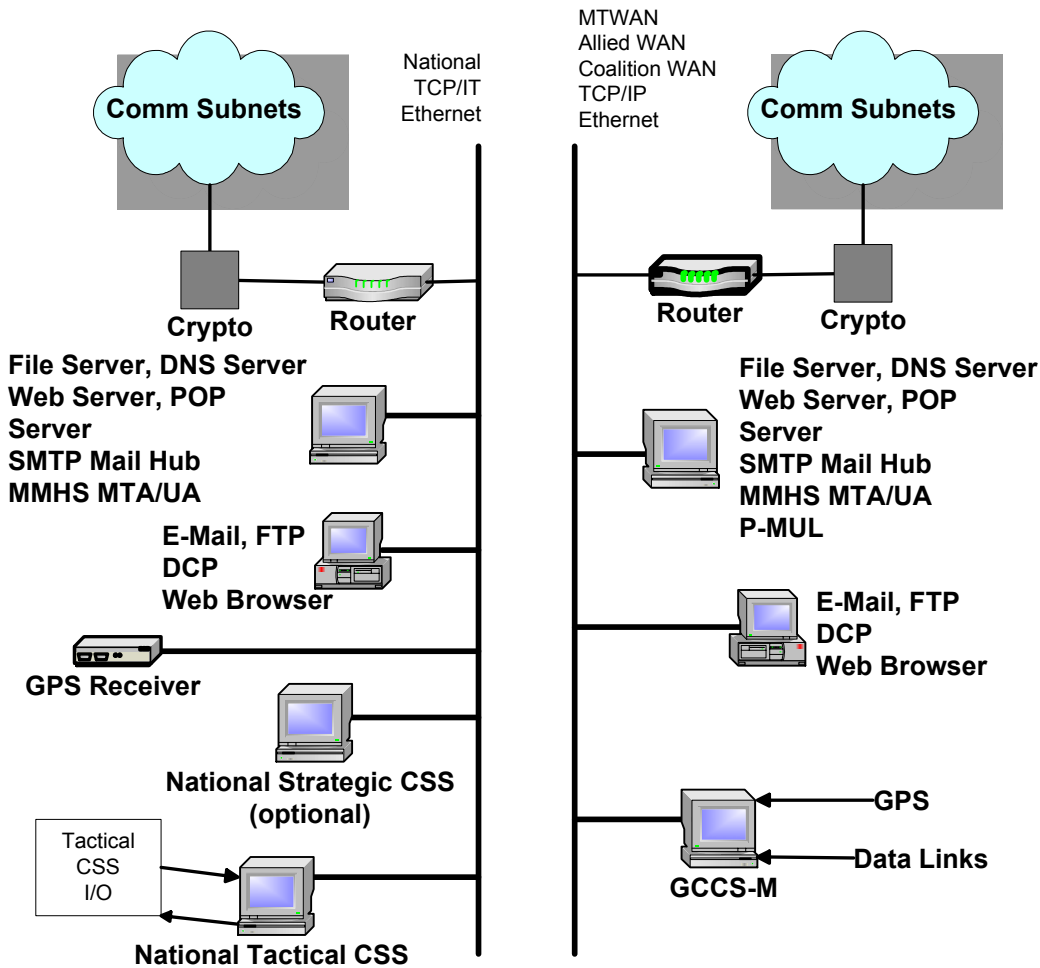 National
TCP/IT
Ethernet
Comm Subnets
Crypto
Router
File Server, DNS Server
Web Server, POP
Server
SMTP Mail Hub
MMHS MTA/UA
E-Mail, FTP
DCP
Web Browser
GPS Receiver
National Strategic CSS
(optional)
Tactical
CSS
I/O
National Tactical CSS
MTWAN
Allied WAN
Coalition WAN
TCP/IP
Ethernet
Comm Subnets
Router
Crypto
File Server, DNS Server
Web Server, POP
Server
SMTP Mail Hub
MMHS MTA/UA
P-MUL
E-Mail, FTP
DCP
Web Browser
GPS
Data Links
GCCS-M